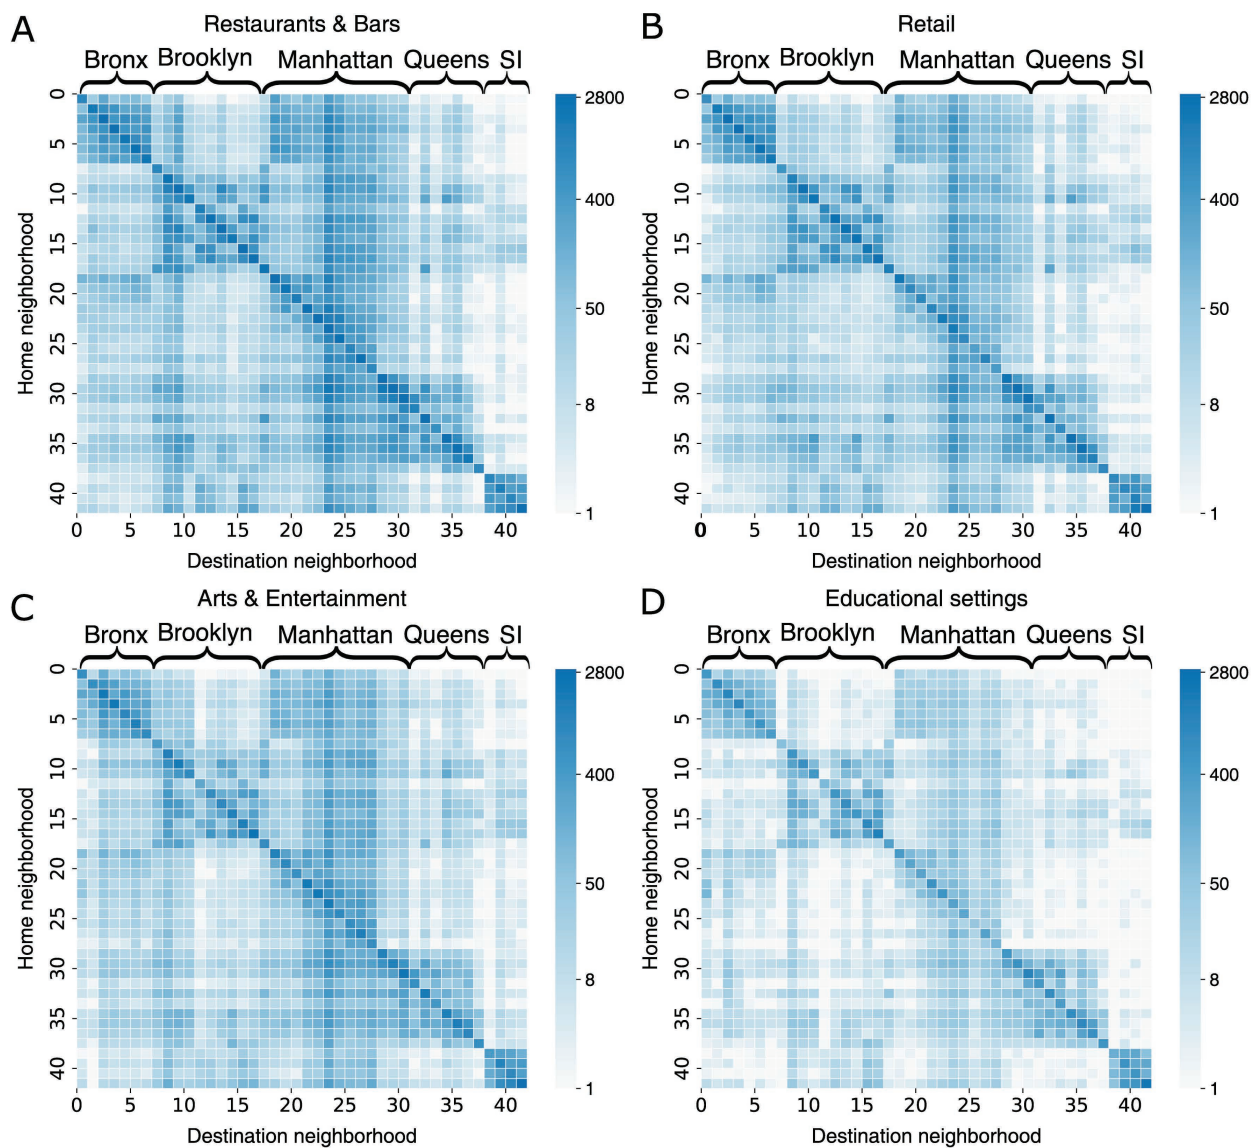 A
Restaurants & Bars
Bronx Brooklyn Manhattan Queens SI
Home neighborhood
0
5
10
15
20
25
30
35
40
0 5 10 15 20 25 30 35 40
Destination neighborhood
2800
400
50
8
1
B
Retail
Bronx Brooklyn Manhattan Queens SI
Home neighborhood
0
5
10
15
20
25
30
35
40
0 5 10 15 20 25 30 35 40
Destination neighborhood
2800
400
50
8
1
C
Arts & Entertainment
Bronx Brooklyn Manhattan Queens SI
Home neighborhood
0
5
10
15
20
25
30
35
40
0 5 10 15 20 25 30 35 40
Destination neighborhood
2800
400
50
8
1
D
Educational settings
Bronx Brooklyn Manhattan Queens SI
Home neighborhood
0
5
10
15
20
25
30
35
40
0 5 10 15 20 25 30 35 40
Destination neighborhood
2800
400
50
8
1